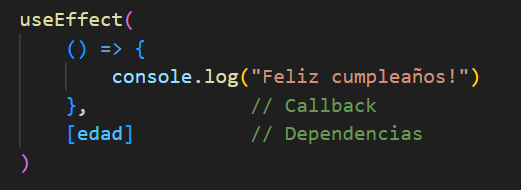 useEffect(
    () => {
        console.log("Feliz cumpleaños!")
    },              // Callback
    [edad]          // Dependencias
)